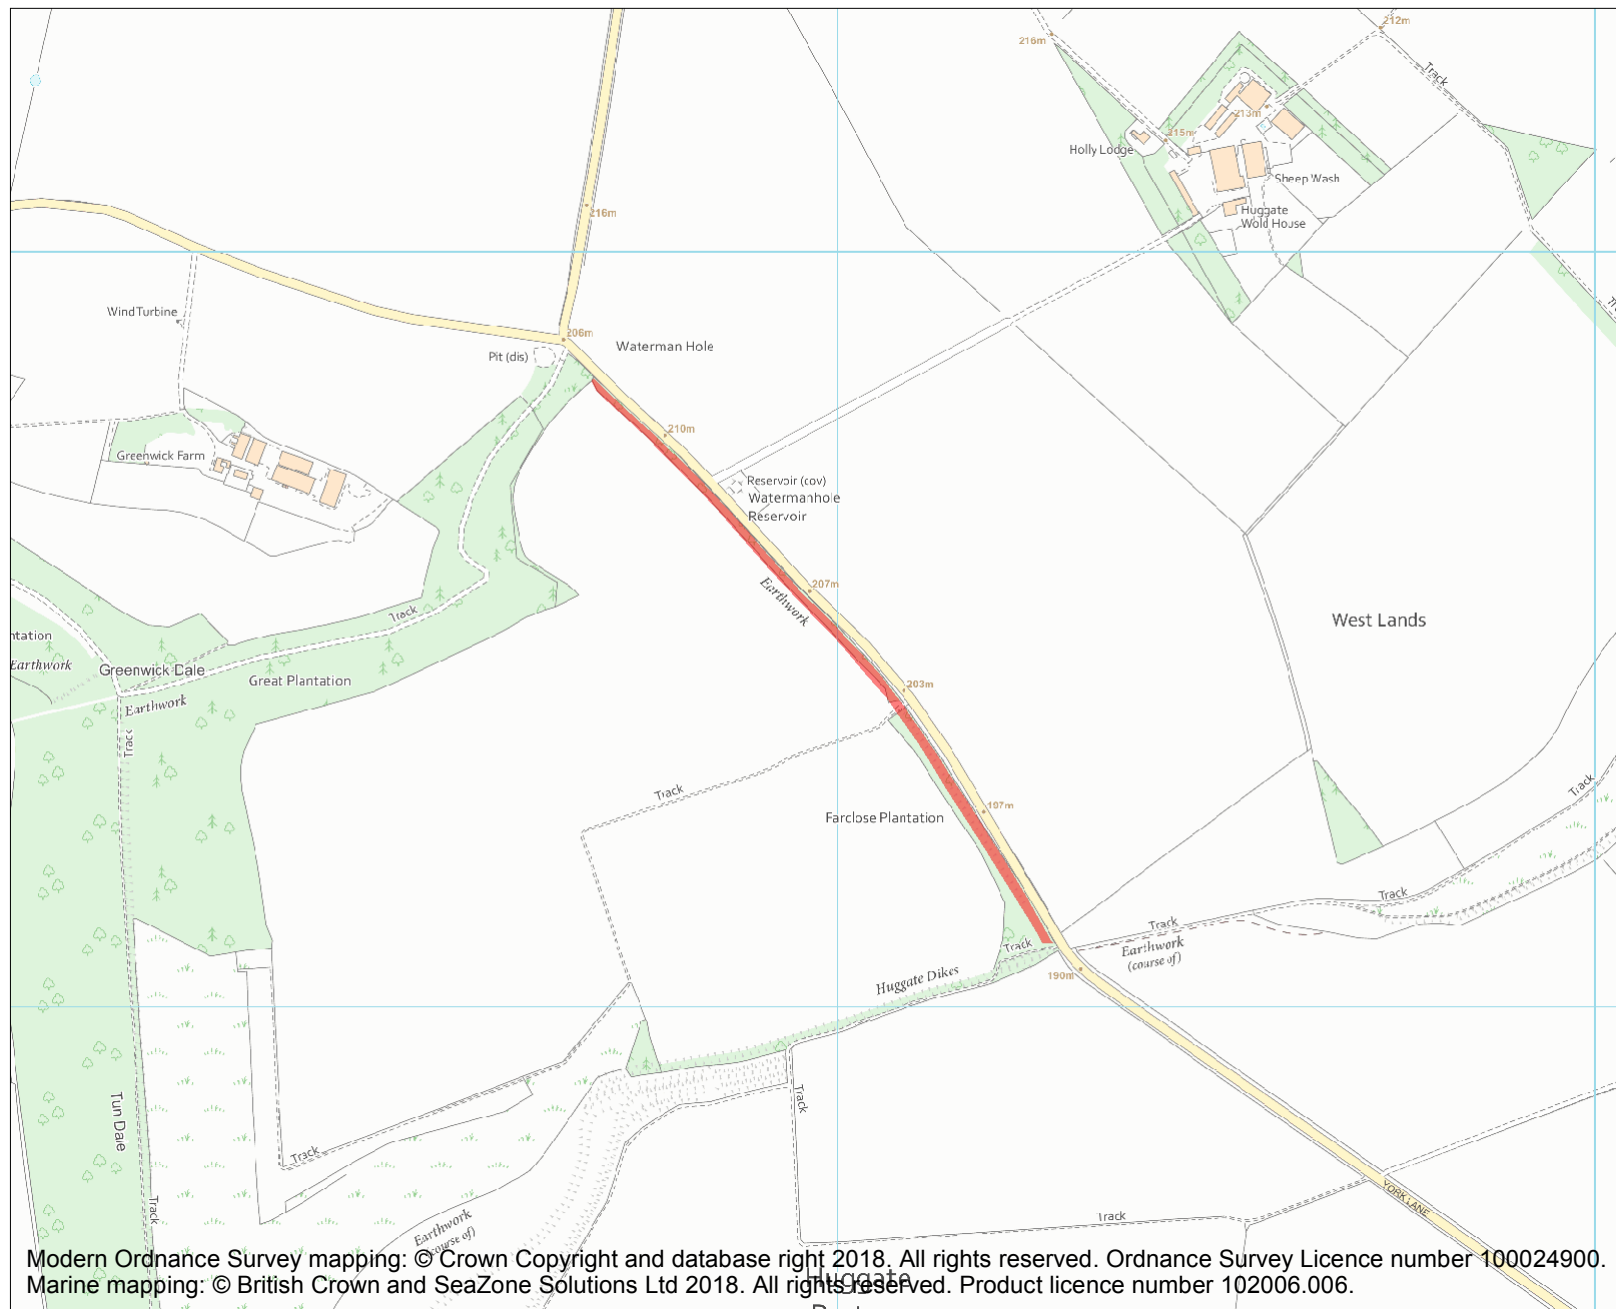 212m
216m
Track
213m
215m
Holly Lodge
Sheep Wash
216m
Huggate
Wold House
Wind Turbine
206m
Waterman Hole
Pit (dis)
210m
Greenwick Farm
Reservoir (cov)
Watermanhole
Reservoir
207m
Earthwork
Track
West Lands
ntation
Earthwork
Greenwick Dale
Great Plantation
203m
Earthwork
Track
Track
Track
197m
Farclose Plantation
Track
Track
Track
Earthwork
(course of)
Huggate Dikes
190m
Track
Tun Dale
Track
Track
YORK LANE
Track
Earthwork
(course of)
Modern Ordnance Survey mapping: © Crown Copyright and database right 2018. All rights reserved. Ordnance Survey Licence number 100024900.
Huggate
Marine mapping: © British Crown and SeaZone Solutions Ltd 2018. All rights reserved. Product licence number 102006.006.